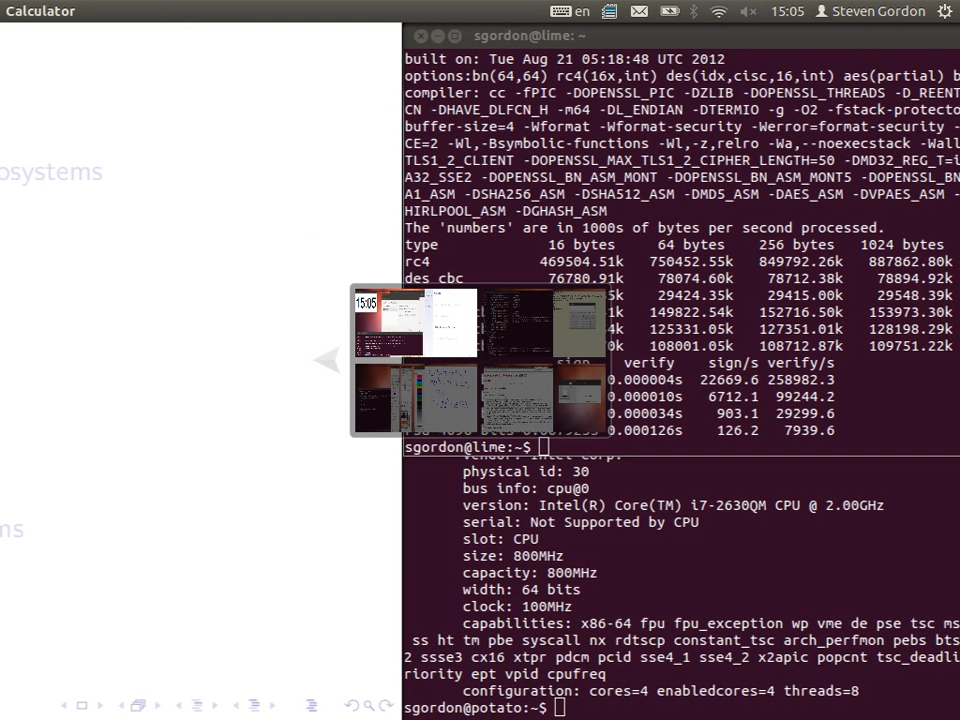 Calculator
en
15:05
Steven Gordon
sgordon@lime: ~
osystems
ms
built on: Tue Aug 21 05:18:48 UTC 2012
options:bn(64,64) rc4(16x,int) des(idx,cisc,16,int) aes(partial) b
compiler: cc -fPIC -DOPENSSL_PIC -DZLIB -DOPENSSL_THREADS -D_REENT
CN -DHAVE_DLFCN_H -m64 -DL_ENDIAN -DTERMIO -g -O2 -fstack-protecto
buffer-size=4 -Wformat -Wformat-security -Werror=format-security -
CE=2 -Wl,-Bsymbolic-functions -Wl,-z,relro -Wa,--noexecstack -Wall
TLS1_2_CLIENT -DOPENSSL_MAX_TLS1_2_CIPHER_LENGTH=50 -DMD32_REG_T=i
A32_SSE2 -DOPENSSL_BN_ASM_MONT -DOPENSSL_BN_ASM_MONT5 -DOPENSSL_BN
A1_ASM -DSHA256_ASM -DSHA512_ASM -DMD5_ASM -DAES_ASM -DVPAES_ASM -
HIRLPOOL_ASM -DGHASH_ASM
The 'numbers' are in 1000s of bytes per second processed.
type 16 bytes 64 bytes 256 bytes 1024 bytes
rc4 469504.51k 750452.55k 849792.26k 887862.80k
des cbc 76780.91k 78074.60k 78712.38k 78894.92k
15:05
5k 29424.35k 29415.00k 29548.39k
149822.54k 152716.50k 153973.30k
125331.05k 127351.01k 128198.29k
108001.05k 108712.87k 109751.22k
sign verify sign/s verify/s
0.000004s 22669.6 258982.3
0.000010s 6712.1 99244.2
0.000034s 903.1 29299.6
0.000126s 126.2 7939.6
sgordon@lime:~$
vendor: Intel Corp.
physical id: 30
bus info: cpu@0
version: Intel(R) Core(TM) i7-2630QM CPU @ 2.00GHz
serial: Not Supported by CPU
slot: CPU
size: 800MHz
capacity: 800MHz
width: 64 bits
clock: 100MHz
capabilities: x86-64 fpu fpu_exception wp vme de pse tsc ms
ss ht tm pbe syscall nx rdtscp constant_tsc arch_perfmon pebs bts
2 ssse3 cx16 xtpr pdcm pcid sse4_1 sse4_2 x2apic popcnt tsc_deadli
riority ept vpid cpufreq
configuration: cores=4 enabledcores=4 threads=8
sgordon@potato:~$